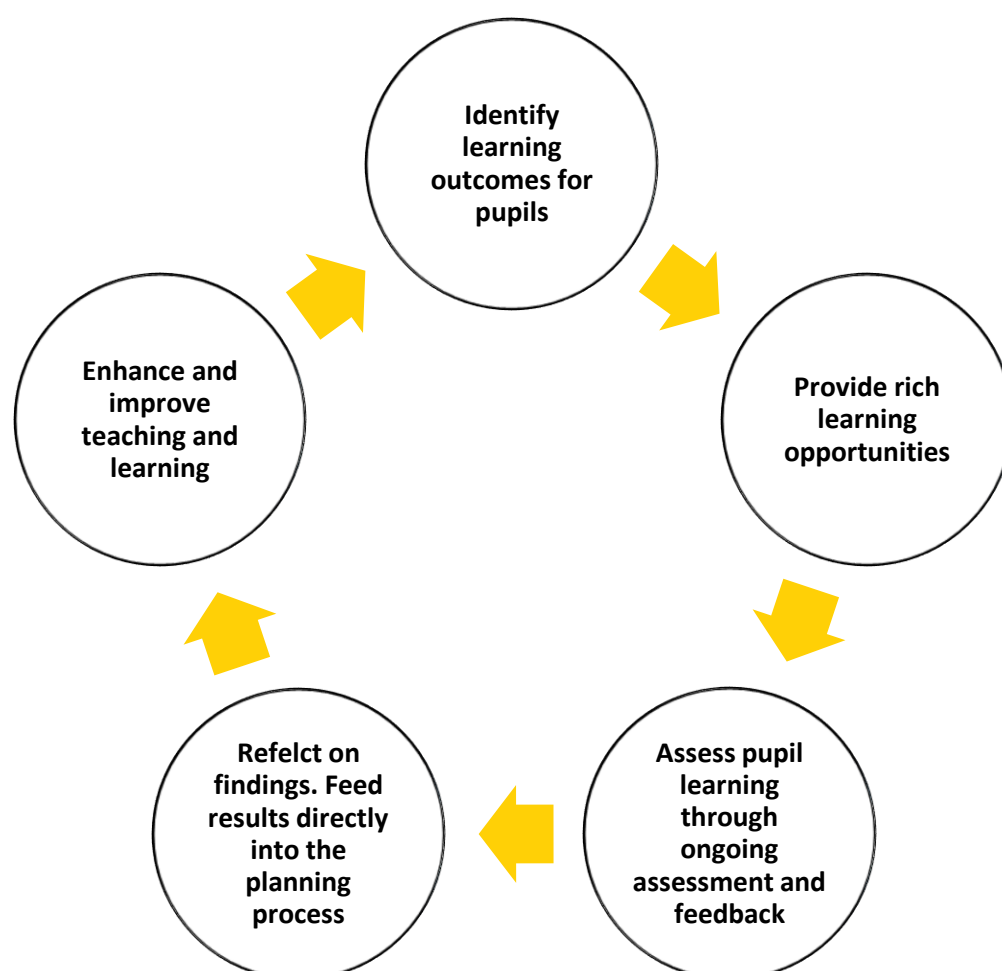 Identify
learning
outcomes for
pupils
Provide rich
learning
opportunities
Assess pupil
learning
through
ongoing
assessment and
feedback
Refelct on
findings. Feed
results directly
into the
planning
process
Enhance and
improve
teaching and
learning